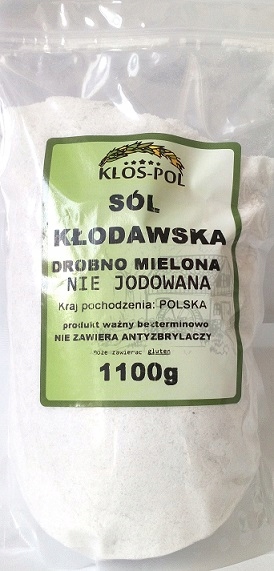 KŁOS-POL
SÓL
KŁODAWSKA
DROBNO MIELONA
NIE JODOWANA
Kraj pochodzenia: POLSKA
produkt ważny bezterminowo
NIE ZAWIERA ANTYZBRYLACZY
Może zawierać gluten
1100g